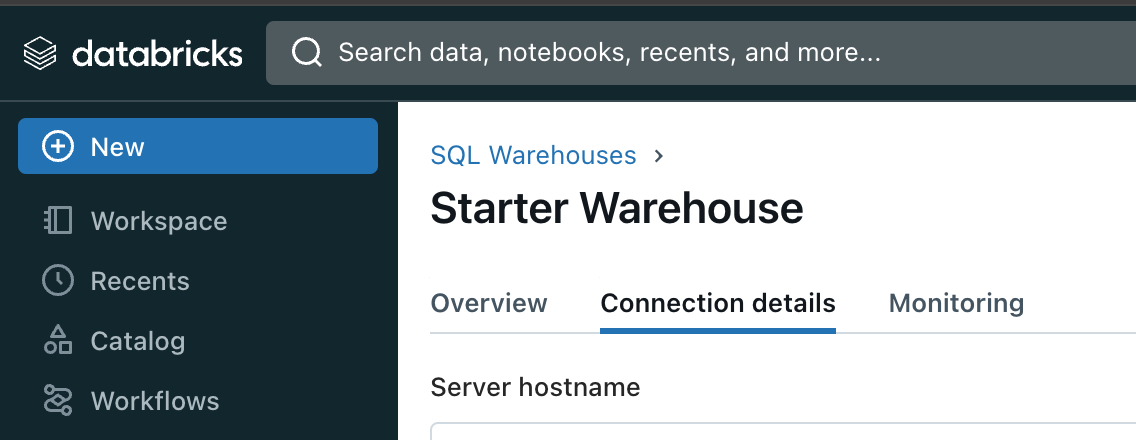 databricks
Search data, notebooks, recents, and more...
New
Workspace
Recents
Catalog
Workflows
SQL Warehouses
Starter Warehouse
Overview Connection details Monitoring
Server hostname